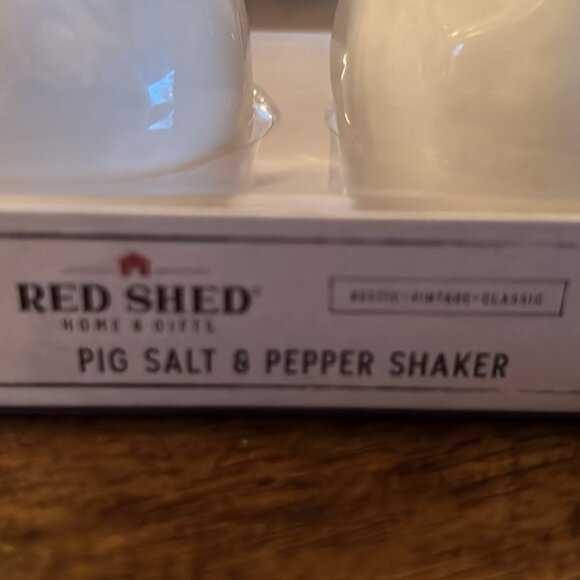 RED SHED®
HOME & GIFTS
RUSTIC-VINTAGE-CLASSIC
PIG SALT & PEPPER SHAKER